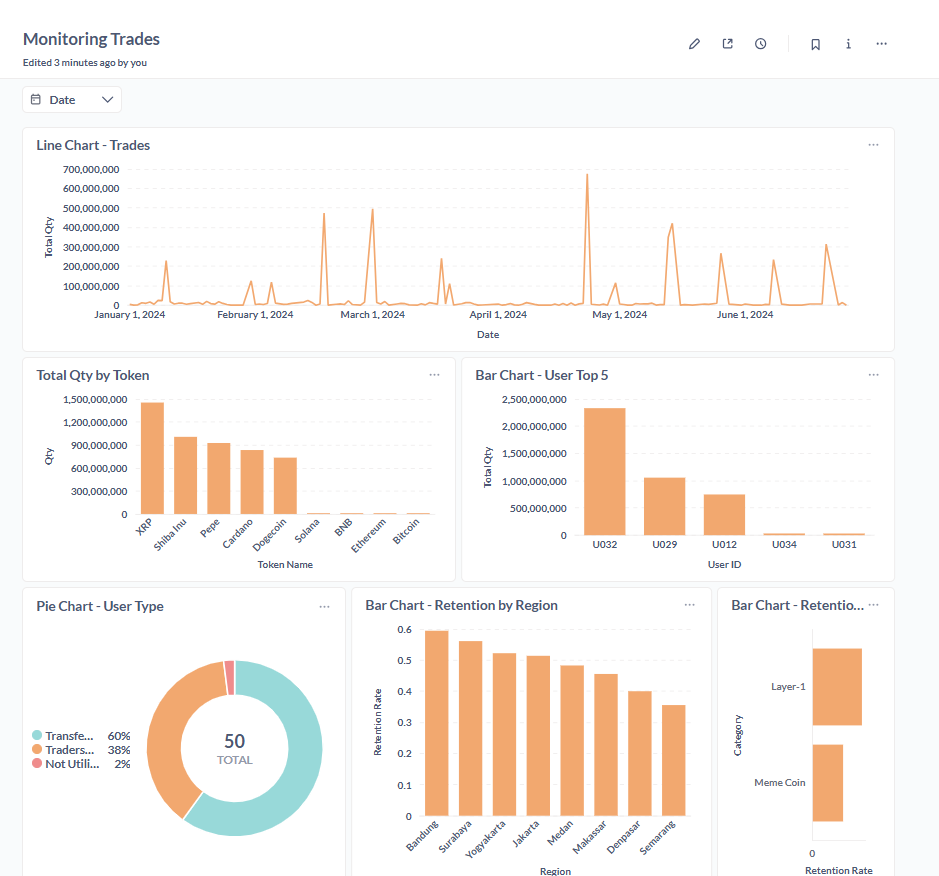 Monitoring Trades
Edited 3 minutes ago by you
Date
Line Chart - Trades
700,000,000
600,000,000
500,000,000
400,000,000
300,000,000
200,000,000
100,000,000
0
Total Qty
January 1, 2024 February 1, 2024 March 1, 2024 April 1, 2024 May 1, 2024 June 1, 2024
Date
Total Qty by Token
1,500,000,000
1,200,000,000
900,000,000
600,000,000
300,000,000
0
Qty
XRP Shiba Inu Pepe Cardano Dogecoin Solana BNB Ethereum Bitcoin
Token Name
Bar Chart - User Top 5
2,500,000,000
2,000,000,000
1,500,000,000
1,000,000,000
500,000,000
0
Total Qty
U032 U029 U012 U034 U031
User ID
Pie Chart - User Type
Transfe... 60%
Traders... 38%
Not Utili... 2%
50
TOTAL
Bar Chart - Retention by Region
0.6
0.5
0.4
0.3
0.2
0.1
0
Retention Rate
Bandung Surabaya Yogyakarta Jakarta Medan Makassar Denpasar Semarang
Region
Bar Chart - Retentio...
Category
Layer-1
Meme Coin
0
Retention Rate